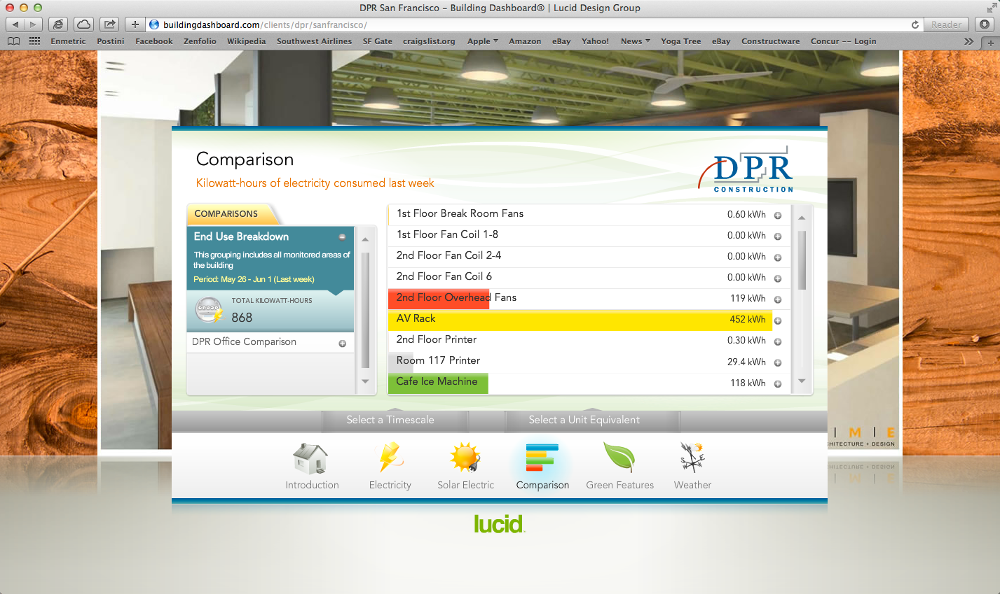 DPR San Francisco – Building Dashboard® | Lucid Design Group
buildingdashboard.com/clients/dpr/sanfrancisco/
Reader
Enmetric Postini Facebook Zenfolio Wikipedia Southwest Airlines SF Gate craigslist.org Apple Amazon eBay Yahoo! News Yoga Tree eBay Constructware Concur -- Login
Comparison
Kilowatt-hours of electricity consumed last week
DPR
CONSTRUCTION
COMPARISONS
End Use Breakdown
This grouping includes all monitored areas of
the building
Period: May 26 - Jun 1 (Last week)
TOTAL KILOWATT-HOURS
868
DPR Office Comparison
1st Floor Break Room Fans 0.60 kWh
1st Floor Fan Coil 1-8 0.00 kWh
2nd Floor Fan Coil 2-4 0.00 kWh
2nd Floor Fan Coil 6 0.00 kWh
2nd Floor Overhead Fans 119 kWh
AV Rack 452 kWh
2nd Floor Printer 0.30 kWh
Room 117 Printer 29.4 kWh
Cafe Ice Machine 118 kWh
Select a Timescale Select a Unit Equivalent
| M | E
CHITECTURE + DESIGN
Introduction Electricity Solar Electric Comparison Green Features Weather
lucid